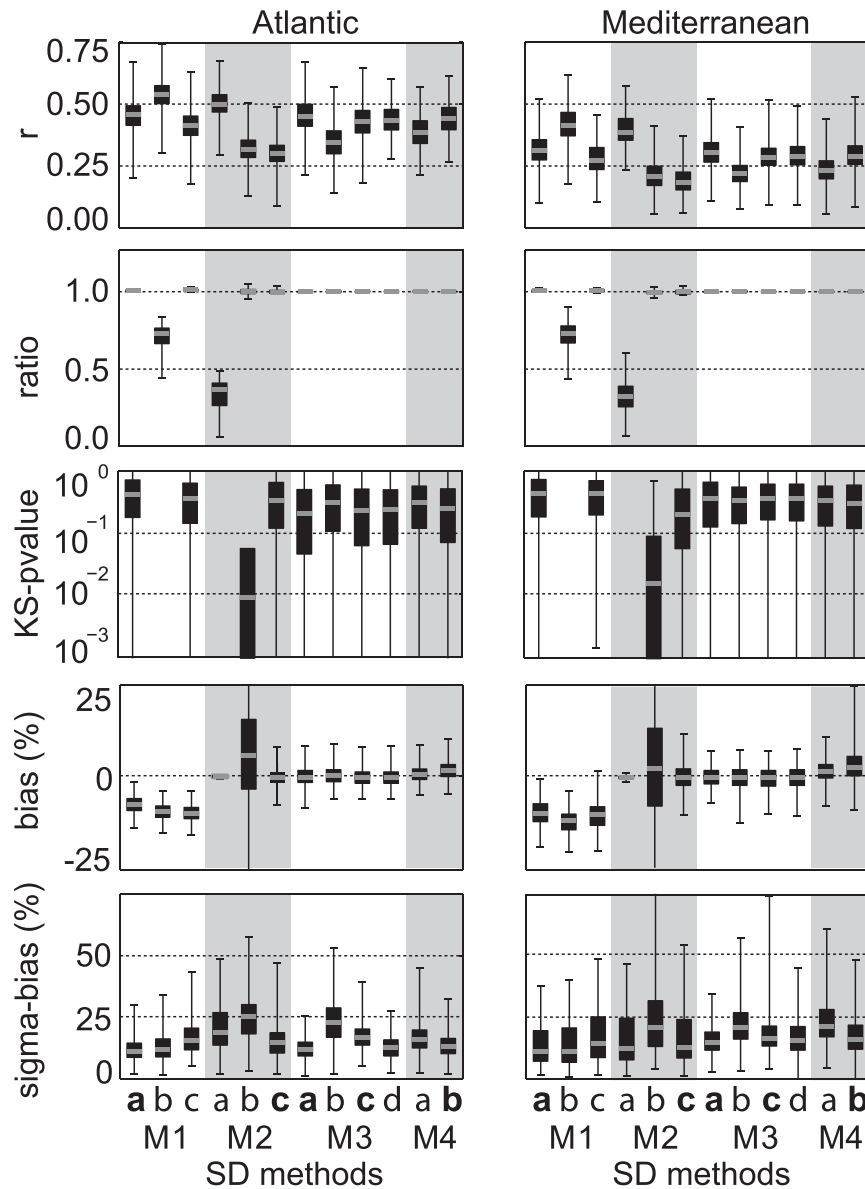 Atlantic Mediterranean
0.75
0.50
r
0.25
0.00
1.0
ratio
0.5
0.0
10⁰
KS-pvalue
10⁻¹
10⁻²
10⁻³
25
bias (%)
0
-25
sigma-bias (%)
50
25
0
a b c a b c a b c d a b a b c a b c a b c d a b
M1 M2 M3 M4 M1 M2 M3 M4
SD methods SD methods